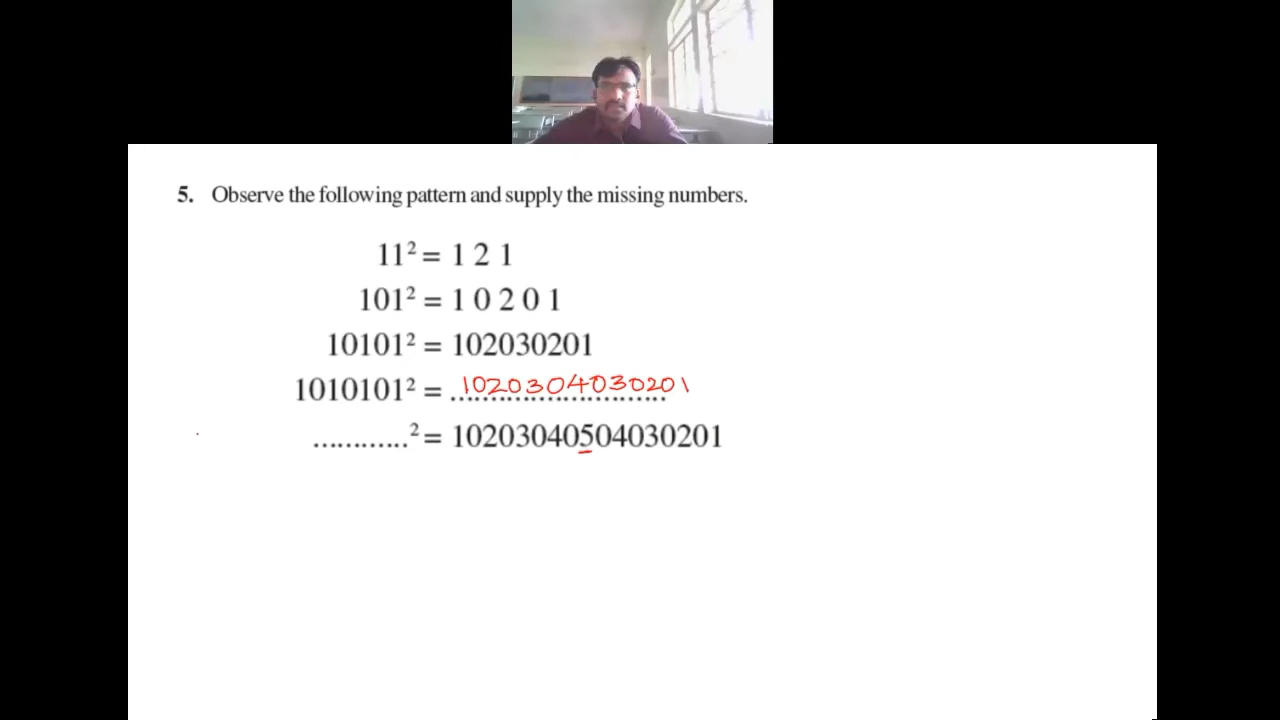 5. Observe the following pattern and supply the missing numbers.
11² = 1 2 1
101² = 1 0 2 0 1
10101² = 102030201
1010101² = ........................... 1020304030201
............² = 10203040504030201